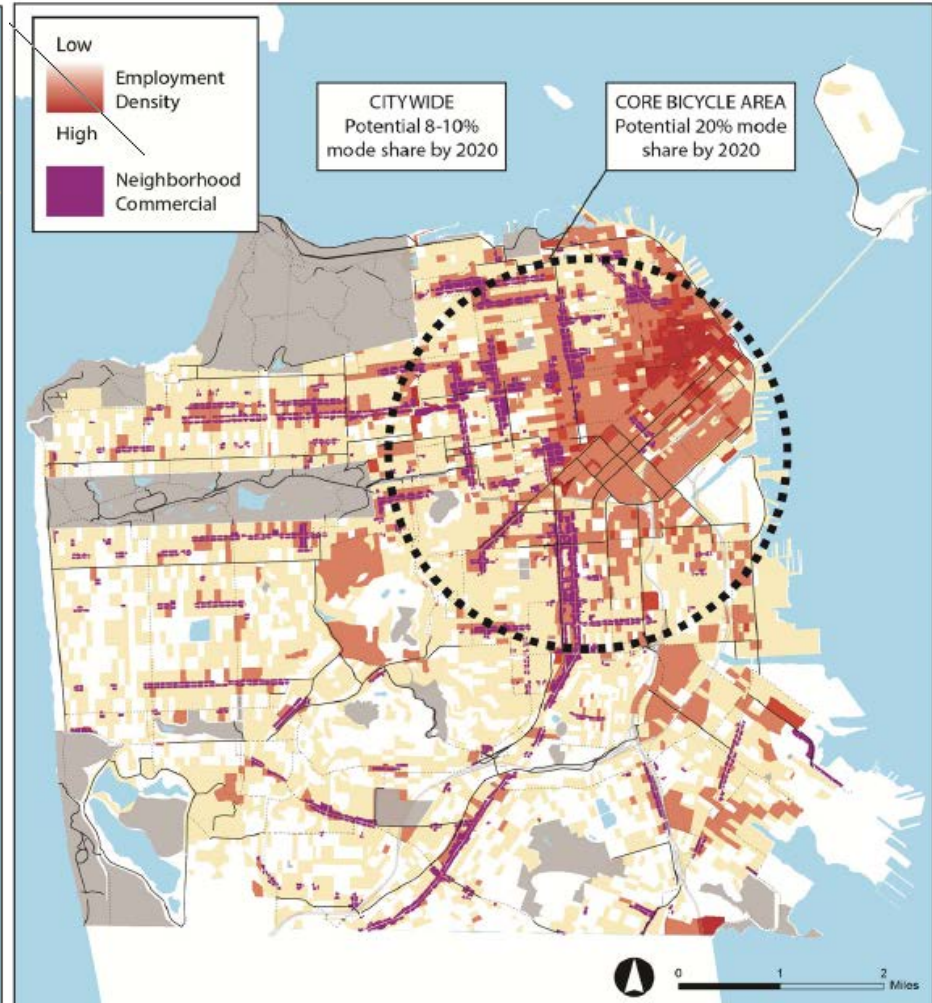 Low
Employment
Density
High
Neighborhood
Commercial
CITYWIDE
Potential 8-10%
mode share by 2020
CORE BICYCLE AREA
Potential 20% mode
share by 2020
0 1 2
Miles